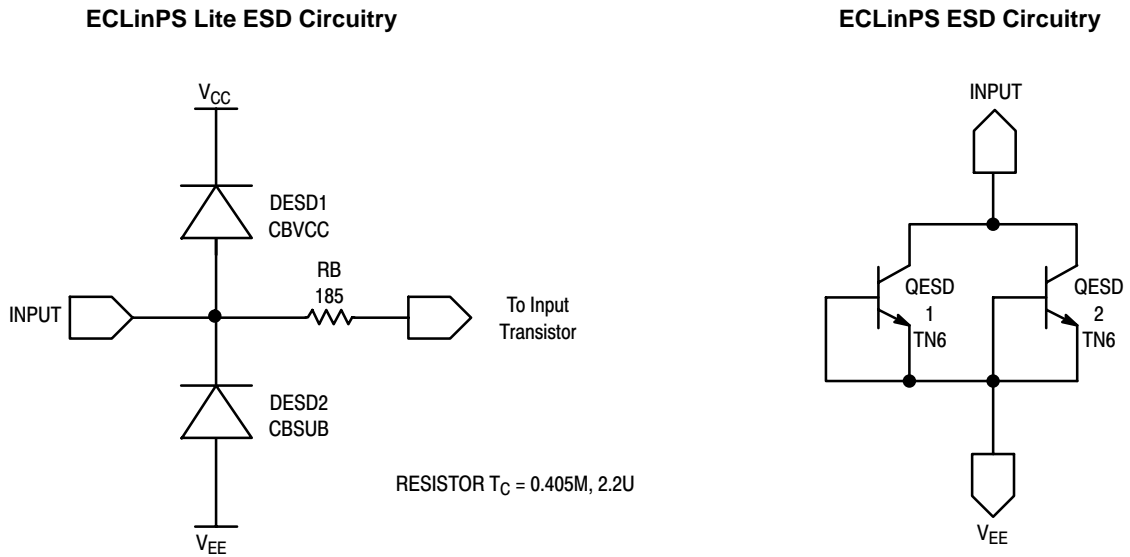 ECLinPS Lite ESD Circuitry
VCC
DESD1
CBVCC
RB
185
INPUT
To Input
Transistor
DESD2
CBSUB
RESISTOR TC = 0.405M, 2.2U
VEE
ECLinPS ESD Circuitry
INPUT
QESD
1
TN6
QESD
2
TN6
VEE